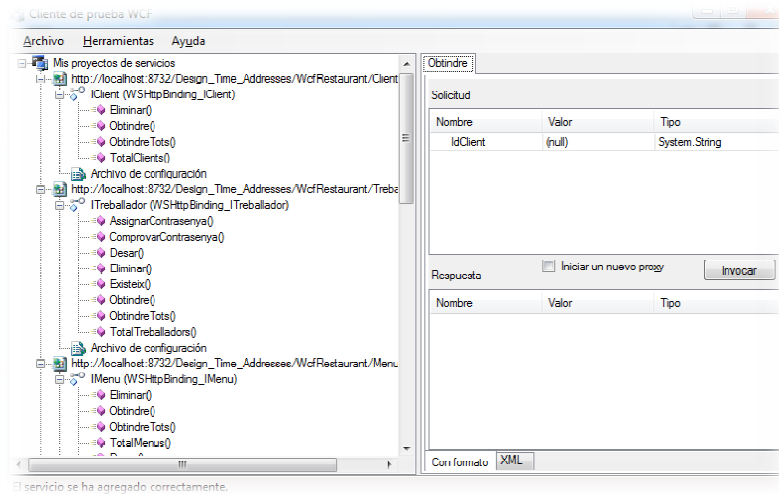 Cliente de prueba WCF
Archivo Herramientas Ayuda
Mis proyectos de servicios
http://localhost:8732/Design_Time_Addresses/WcfRestaurant/Client
IClient (WSHttpBinding_IClient)
Eliminar()
Obtindre()
ObtindreTots()
TotalClients()
Archivo de configuración
http://localhost:8732/Design_Time_Addresses/WcfRestaurant/Treba
ITreballador (WSHttpBinding_ITreballador)
AssignarContrasenya()
ComprovarContrasenya()
Desar()
Eliminar()
Existeix()
Obtindre()
ObtindreTots()
TotalTreballadors()
Archivo de configuración
http://localhost:8732/Design_Time_Addresses/WcfRestaurant/Menu
IMenu (WSHttpBinding_IMenu)
Eliminar()
Obtindre()
ObtindreTots()
TotalMenus()
Obtindre
Solicitud
Nombre Valor Tipo
IdClient (null) System.String
Respuesta
Iniciar un nuevo proxy
Invocar
Nombre Valor Tipo
Con formato XML
El servicio se ha agregado correctamente.